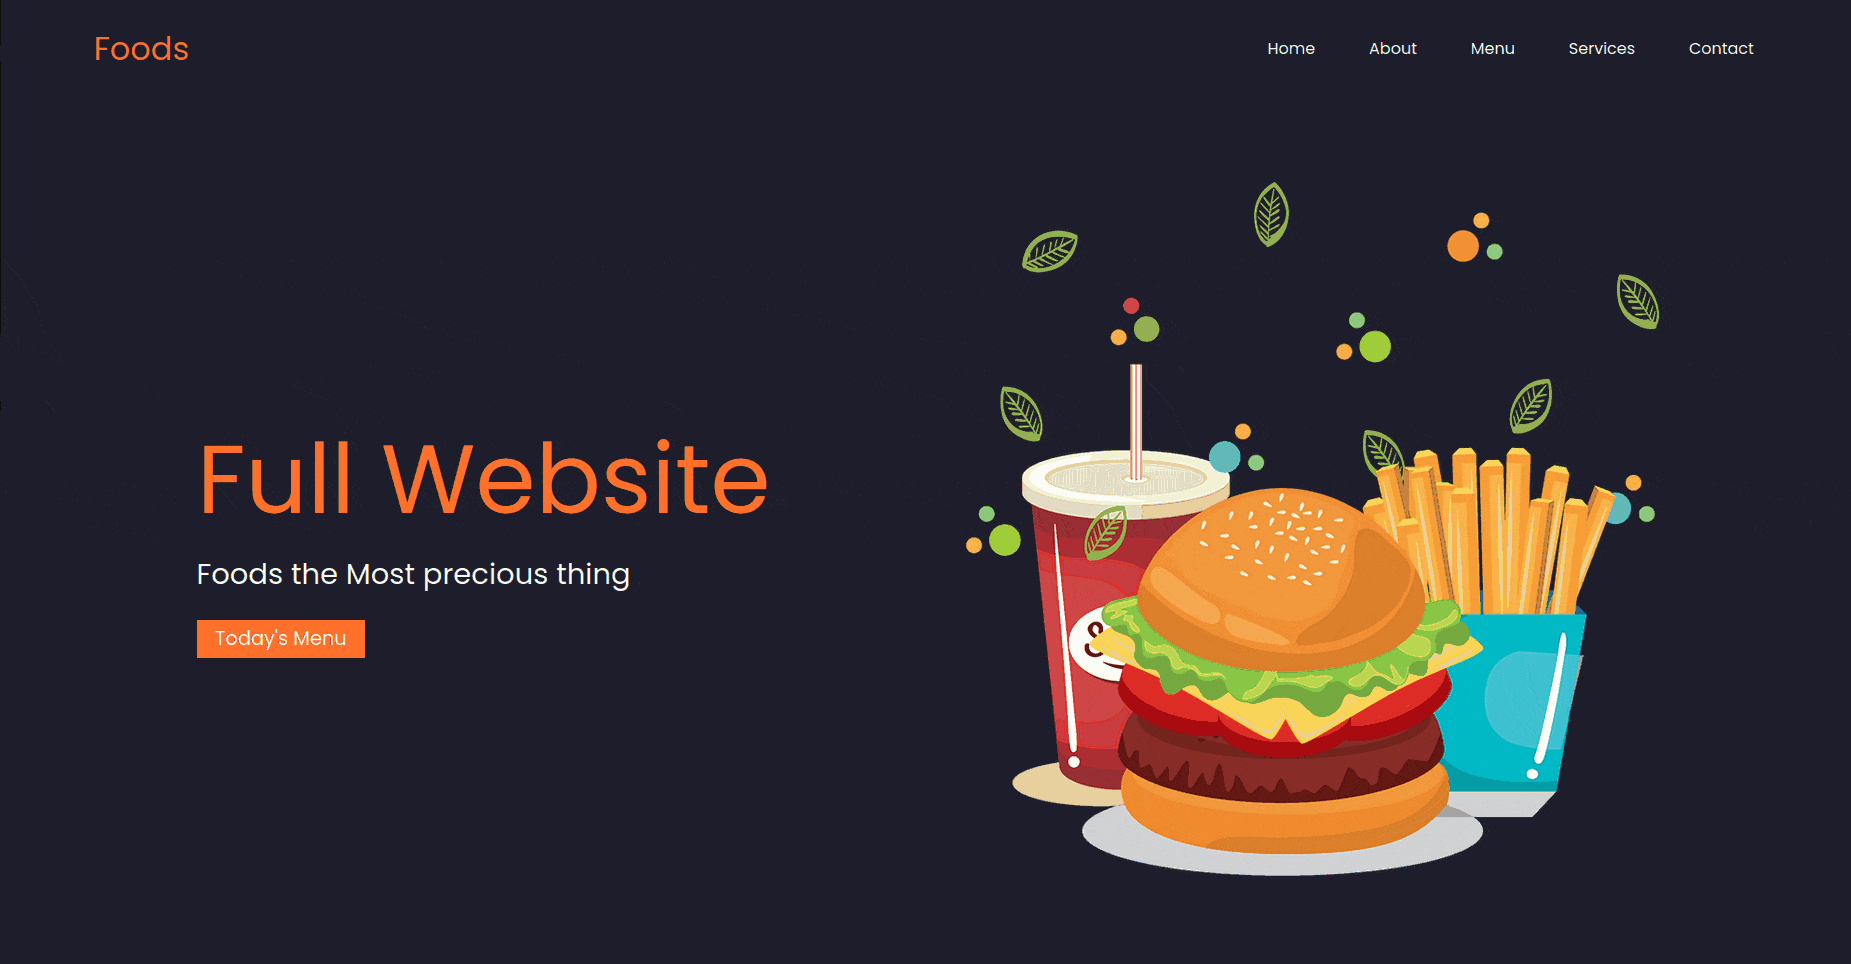 Foods
Home About Menu Services Contact
Full Website
Foods the Most precious thing
Today's Menu